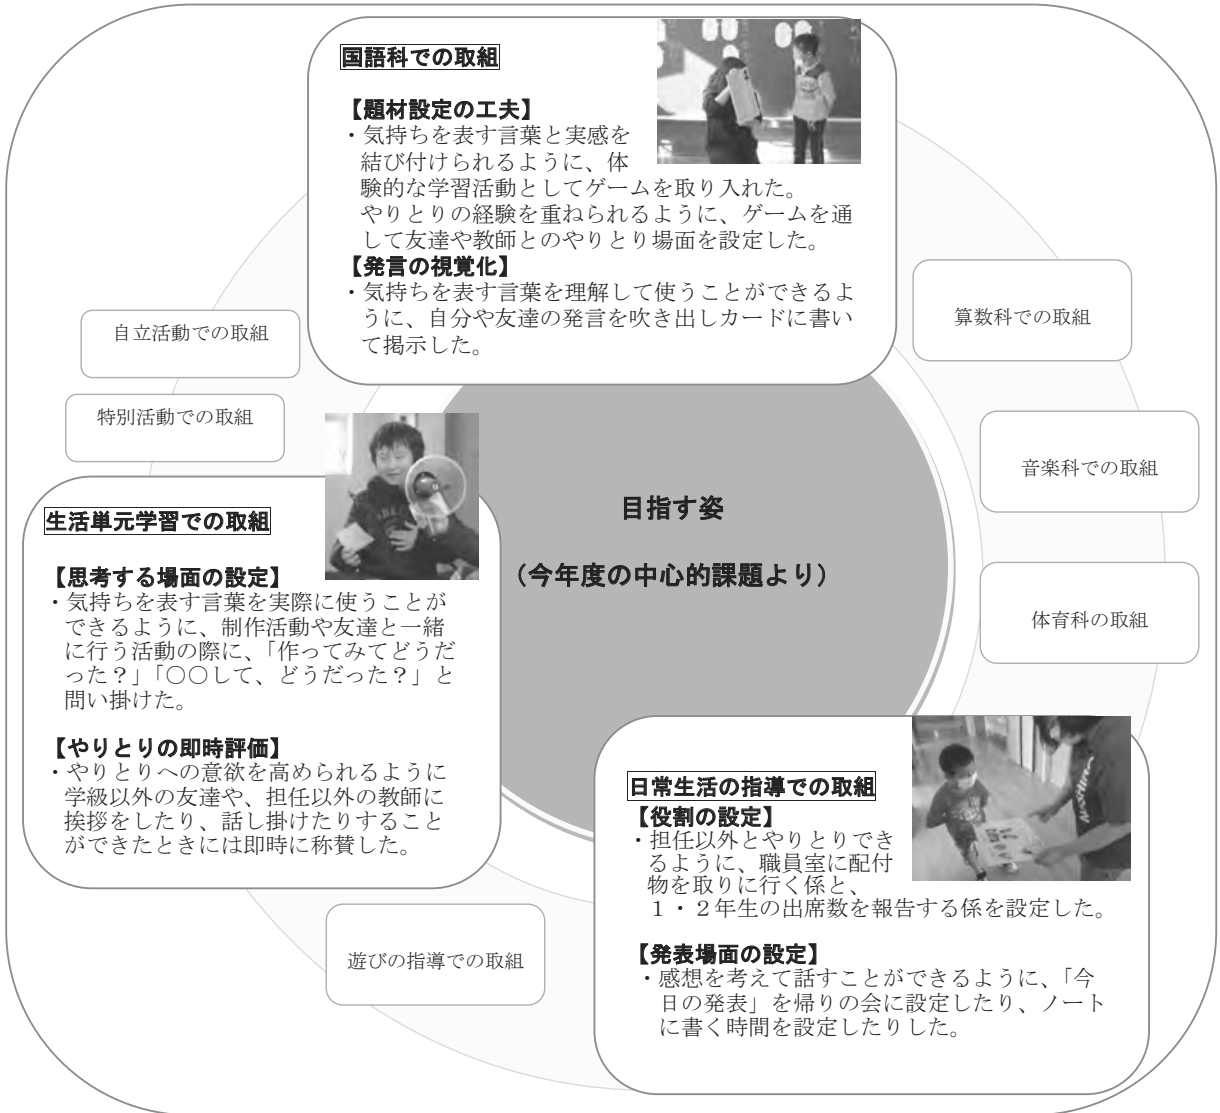 国語科での取組
【題材設定の工夫】
・気持ちを表す言葉と実感を
結び付けられるように、体
験的な学習活動としてゲームを取り入れた。
やりとりの経験を重ねられるように、ゲームを通
して友達や教師とのやりとり場面を設定した。
【発言の視覚化】
・気持ちを表す言葉を理解して使うことができるよ
うに、自分や友達の発言を吹き出しカードに書い
て掲示した。
自立活動での取組
特別活動での取組
算数科での取組
音楽科での取組
体育科の取組
目指す姿
（今年度の中心的課題より）
生活単元学習での取組
【思考する場面の設定】
・気持ちを表す言葉を実際に使うことが
できるように、制作活動や友達と一緒
に行う活動の際に、「作ってみてどうだ
った？」「〇〇して、どうだった？」と
問い掛けた。
【やりとりの即時評価】
・やりとりへの意欲を高められるように
学級以外の友達や、担任以外の教師に
挨拶をしたり、話し掛けたりすること
ができたときには即時に称賛した。
日常生活の指導での取組
【役割の設定】
・担任以外とやりとりでき
るように、職員室に配付
物を取りに行く係と、
１・２年生の出席数を報告する係を設定した。
【発表場面の設定】
・感想を考えて話すことができるように、「今
日の発表」を帰りの会に設定したり、ノート
に書く時間を設定したりした。
遊びの指導での取組